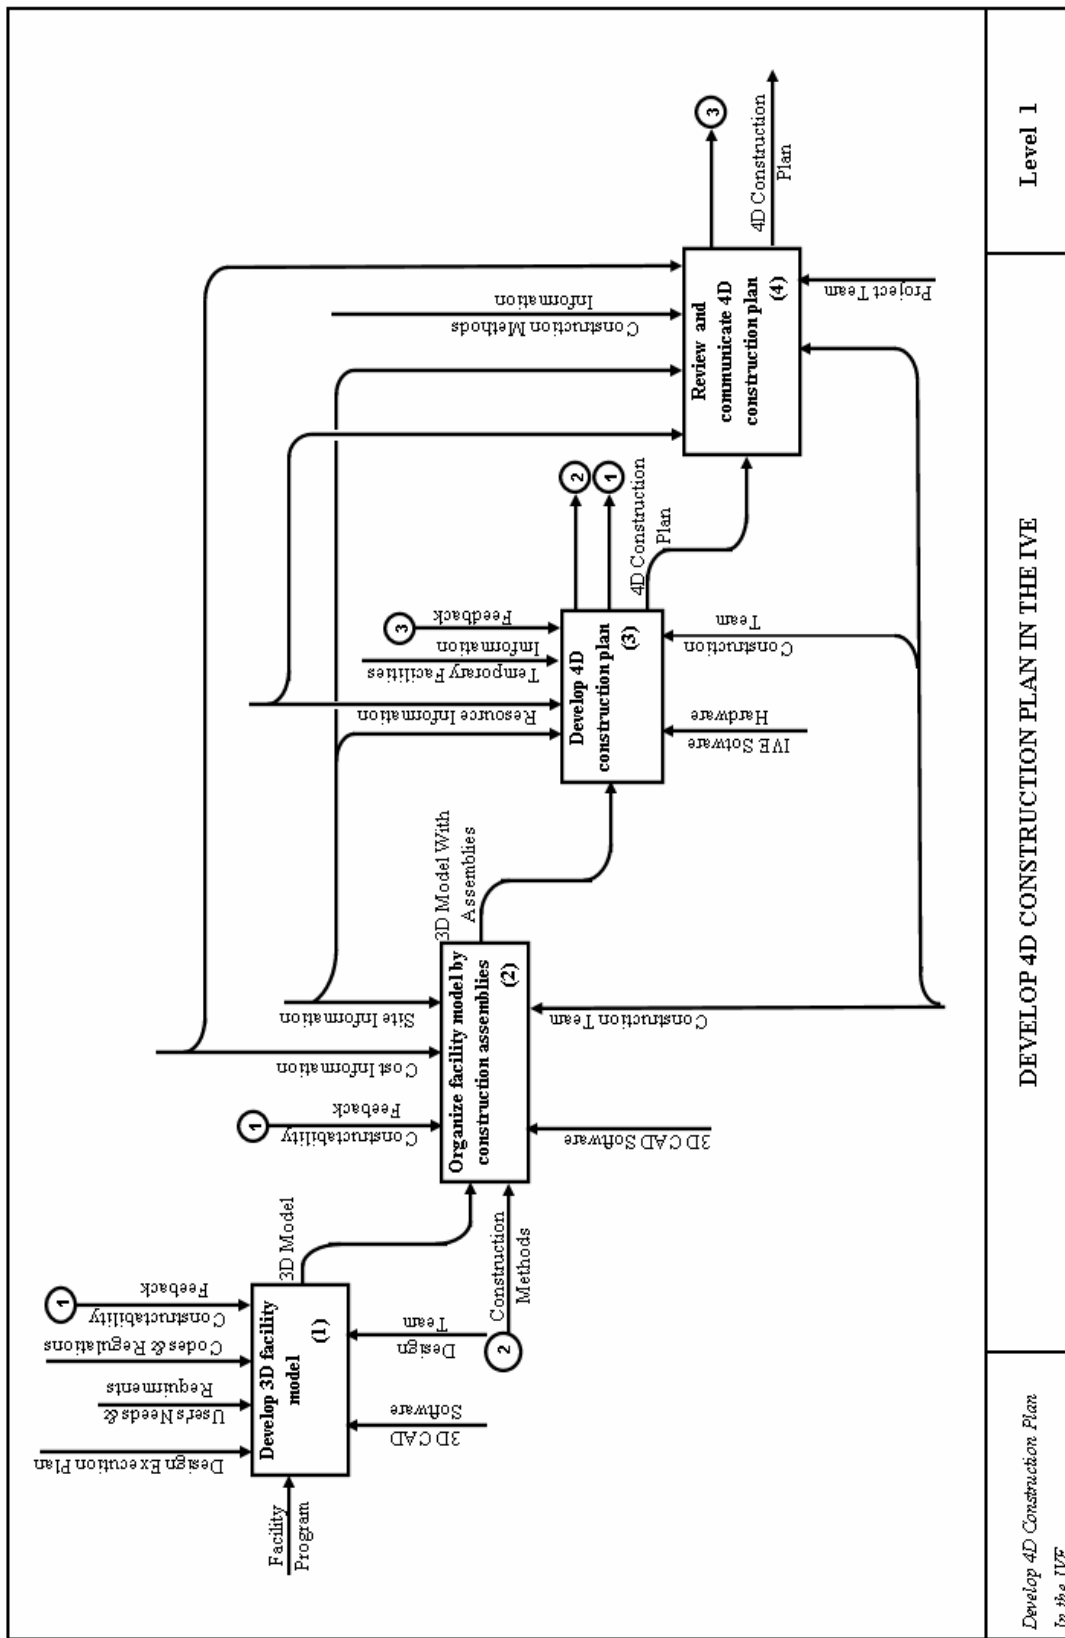 Design Execution Plan
User's Needs &
Requirments
Codes & Regulations
Constructability
Feeback
1
Facility
Program
Develop 3D facility
model
(1)
3D Model
3D CAD
Software
Design
Team
2
Construction
Methods
1
Constructability
Feeback
Cost Information
Site Information
Organize facility model by
construction assemblies
(2)
3D Model With
Assemblies
3D CAD Software
Construction Team
Resource Information
Temporary Facilities
Information
3
Feedback
Develop 4D
construction plan
(3)
2
1
4D Construction
Plan
IVE Sotware
Hardware
Construction
Team
Construction Methods
Information
Review and
communicate 4D
construction plan
(4)
3
4D Construction
Plan
Project Team
Develop 4D Construction Plan
In the IVE
DEVELOP 4D CONSTRUCTION PLAN IN THE IVE
Level 1